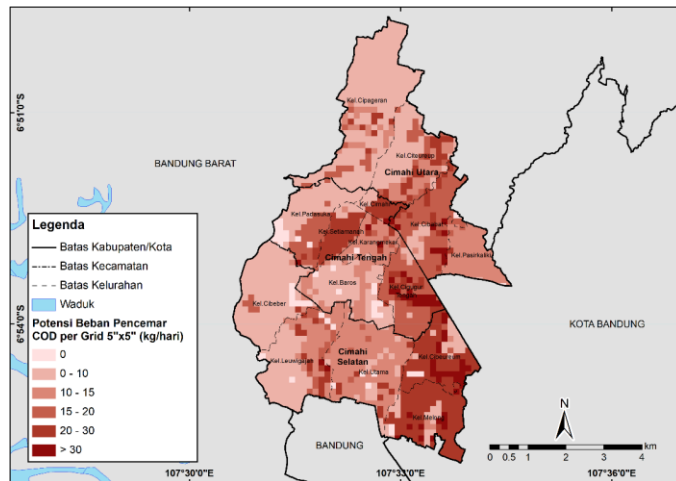 6°51'0"S
Kel.Cipageran
BANDUNG BARAT
Kel.Citeureup
Cimahi Utara
Legenda
Batas Kabupaten/Kota
Batas Kecamatan
Batas Kelurahan
Waduk
Potensi Beban Pencemar
COD per Grid 5"x5" (kg/hari)
0
0 - 10
10 - 15
15 - 20
20 - 30
> 30
Kel.Cimahi
Kel.Padasuka
Kel.Setiamanah
Kel.Karangmekar
Kel.Pasirkaliki
Cimahi Tengah
Kel.Baros
Kel.Cibeber
6°54'0"S
KOTA BANDUNG
Cimahi
Selatan
Kel.Leuwigajah
Kel.Utama
Kel.Cibeureum
Kel.Melong
BANDUNG
N
0 0.5 1 2 3 4
km
107°30'0"E
107°33'0"E
107°36'0"E